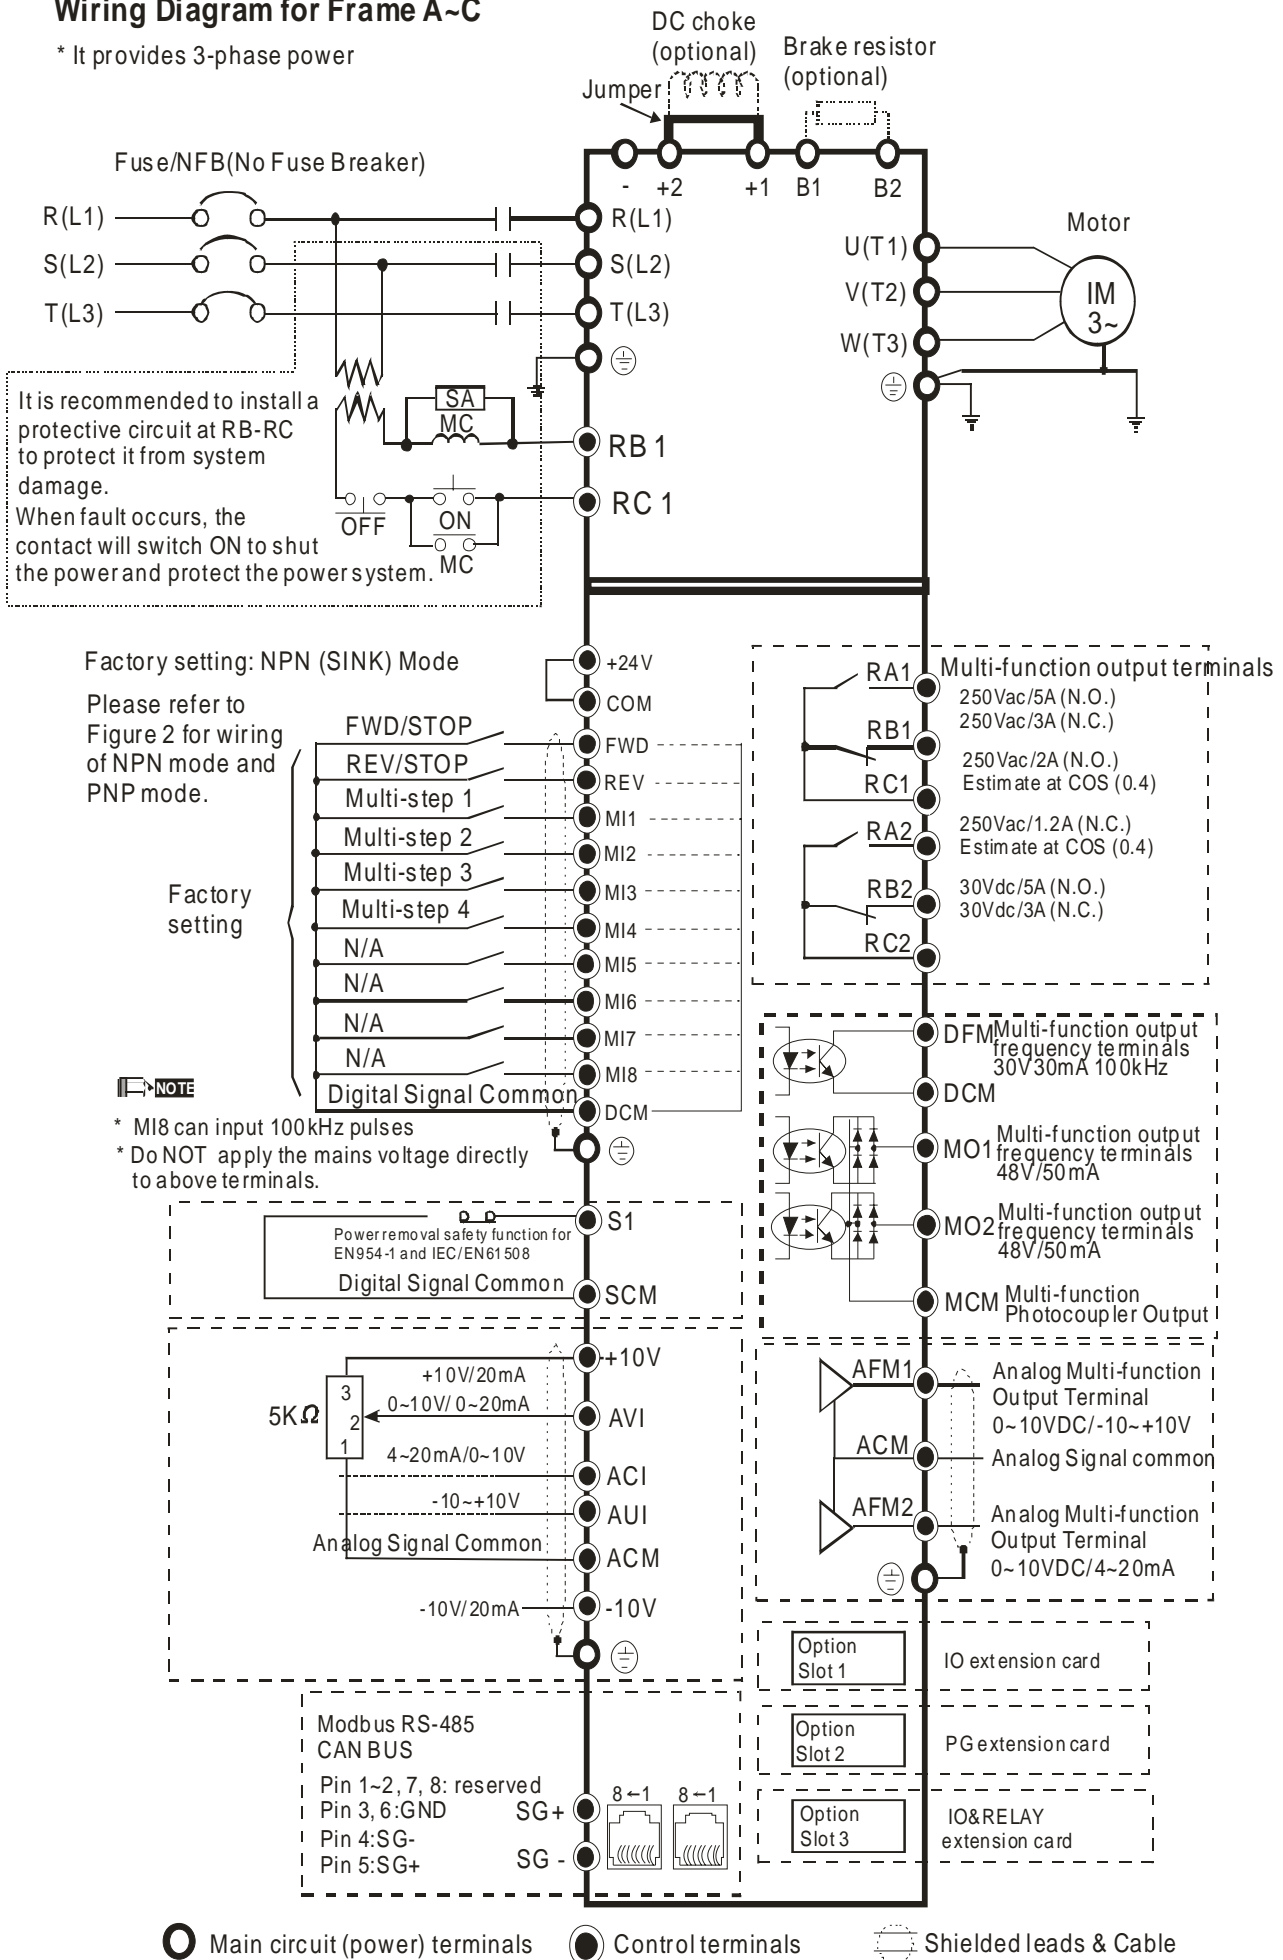 Wiring Diagram for Frame A~C
* It provides 3-phase power
DC choke
(optional)
Brake resistor
(optional)
Jumper
Fuse/NFB(No Fuse Breaker)
- +2 +1 B1 B2
R(L1) R(L1)
S(L2) S(L2)
T(L3) T(L3)
U(T1)
V(T2)
W(T3)
Motor
IM
3~
It is recommended to install a
protective circuit at RB-RC
to protect it from system
damage.
When fault occurs, the
contact will switch ON to shut
the power and protect the power system.
SA
MC
RB1
RC1
OFF
ON
MC
Factory setting: NPN (SINK) Mode
Please refer to
Figure 2 for wiring
of NPN mode and
PNP mode.
Factory
setting
+24V
COM
FWD/STOP FWD
REV/STOP REV
Multi-step 1 MI1
Multi-step 2 MI2
Multi-step 3 MI3
Multi-step 4 MI4
N/A MI5
N/A MI6
N/A MI7
N/A MI8
Digital Signal Common DCM
NOTE
* MI8 can input 100kHz pulses
* Do NOT apply the mains voltage directly
to above terminals.
RA1
RB1
RC1
RA2
RB2
RC2
Multi-function output terminals
250Vac/5A (N.O.)
250Vac/3A (N.C.)
250Vac/2A (N.O.)
Estimate at COS (0.4)
250Vac/1.2A (N.C.)
Estimate at COS (0.4)
30Vdc/5A (N.O.)
30Vdc/3A (N.C.)
DFM Multi-function output
frequency terminals
30V30mA 100kHz
DCM
MO1 Multi-function output
frequency terminals
48V/50mA
MO2 Multi-function output
frequency terminals
48V/50mA
MCM Multi-function
Photocoupler Output
S1
Power removal safety function for
EN954-1 and IEC/EN61508
Digital Signal Common SCM
+10V
+10V/20mA
5KΩ
3
2
1
0~10V/0~20mA AVI
4~20mA/0~10V ACI
-10~+10V AUI
Analog Signal Common ACM
-10V/20mA -10V
AFM1 Analog Multi-function
Output Terminal
0~10VDC/-10~+10V
ACM Analog Signal common
AFM2 Analog Multi-function
Output Terminal
0~10VDC/4~20mA
Option
Slot 1
IO extension card
Option
Slot 2
PG extension card
Option
Slot 3
IO&RELAY
extension card
Modbus RS-485
CAN BUS
Pin 1~2, 7, 8: reserved
Pin 3, 6:GND
Pin 4:SG-
Pin 5:SG+
SG+
SG -
8←1 8←1
Main circuit (power) terminals Control terminals Shielded leads & Cable